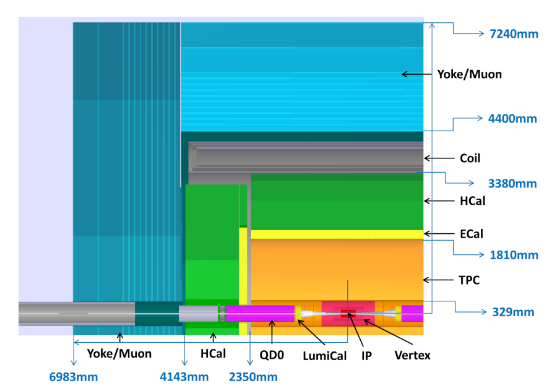 7240mm
Yoke/Muon
4400mm
Coil
3380mm
HCal
ECal
1810mm
TPC
329mm
Yoke/Muon
HCal
QD0
LumiCal
IP
Vertex
6983mm
4143mm
2350mm